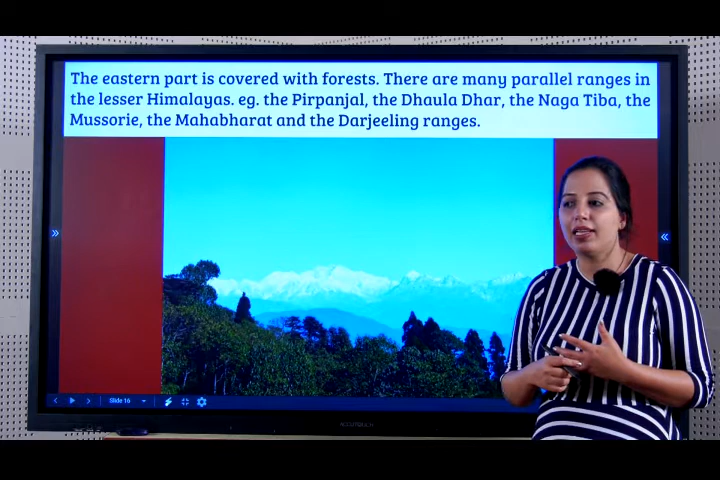 The eastern part is covered with forests. There are many parallel ranges in
the lesser Himalayas. eg. the Pirpanjal, the Dhaula Dhar, the Naga Tiba, the
Mussorie, the Mahabharat and the Darjeeling ranges.
Slide 16